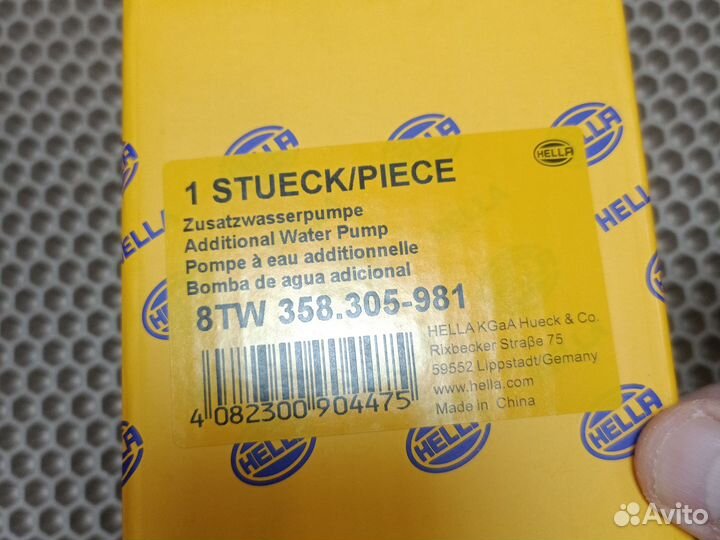 HELLA
HELLA
HELLA
HELLA
1 STUECK/PIECE
HELLA
Zusatzwasserpumpe
Additional Water Pump
Pompe à eau additionnelle
Bomba de agua adicional
8TW 358.305-981
HELLA KGaA Hueck & Co.
Rixbecker Straße 75
59552 Lippstadt/Gemany
www.hella.com
Made in China
4 082300 904475
HELLA
HELLA
HELLA
Avito